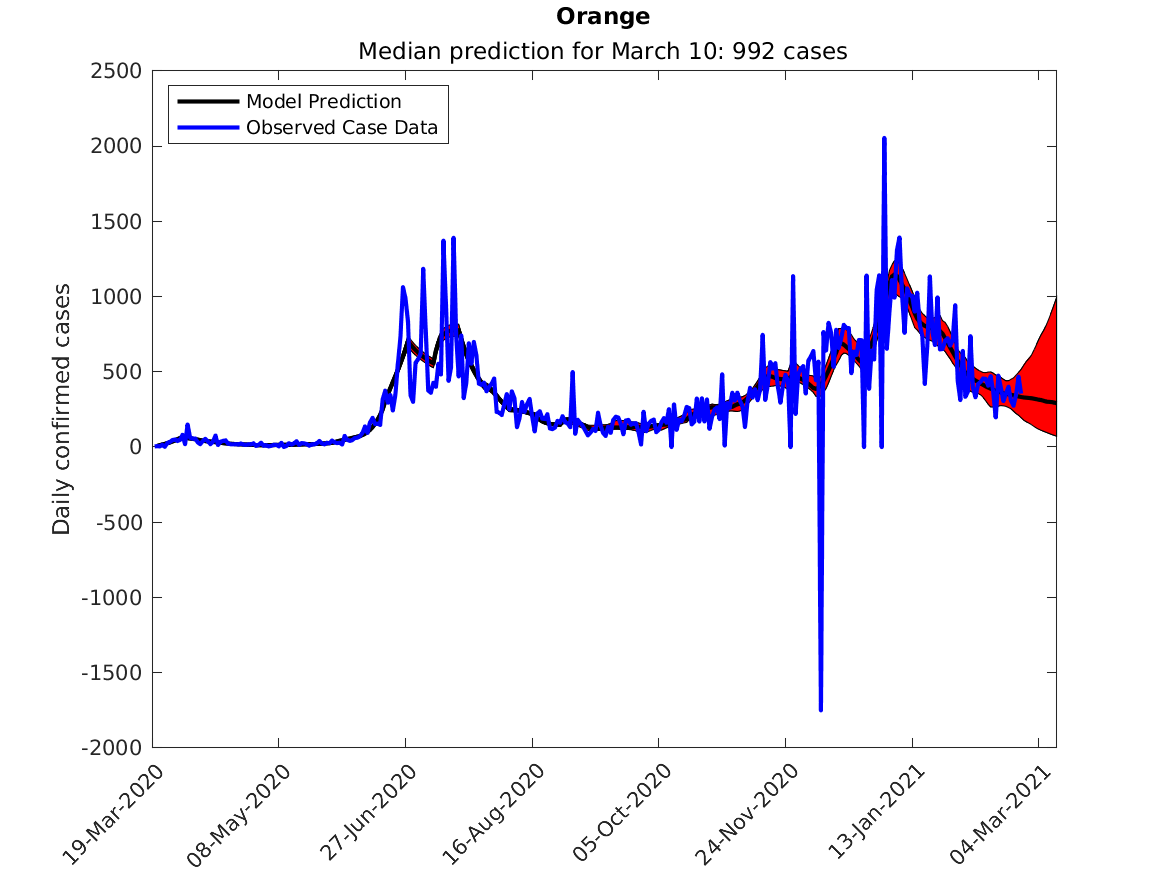 Orange
Median prediction for March 10: 992 cases
Model Prediction
Observed Case Data
Daily confirmed cases
2500
2000
1500
1000
500
0
-500
-1000
-1500
-2000
19-Mar-2020
08-May-2020
27-Jun-2020
16-Aug-2020
05-Oct-2020
24-Nov-2020
13-Jan-2021
04-Mar-2021